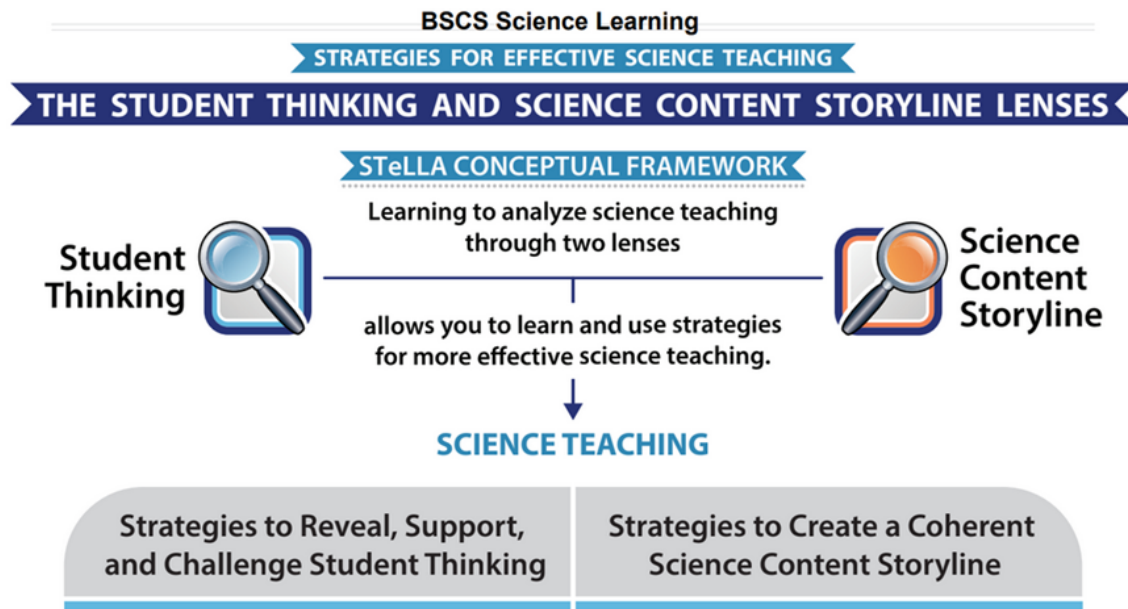 BSCS Science Learning
STRATEGIES FOR EFFECTIVE SCIENCE TEACHING
THE STUDENT THINKING AND SCIENCE CONTENT STORYLINE LENSES
STeLLA CONCEPTUAL FRAMEWORK
Learning to analyze science teaching
through two lenses
Student
Thinking
Science
Content
Storyline
allows you to learn and use strategies
for more effective science teaching.
SCIENCE TEACHING
Strategies to Reveal, Support,
and Challenge Student Thinking
Strategies to Create a Coherent
Science Content Storyline